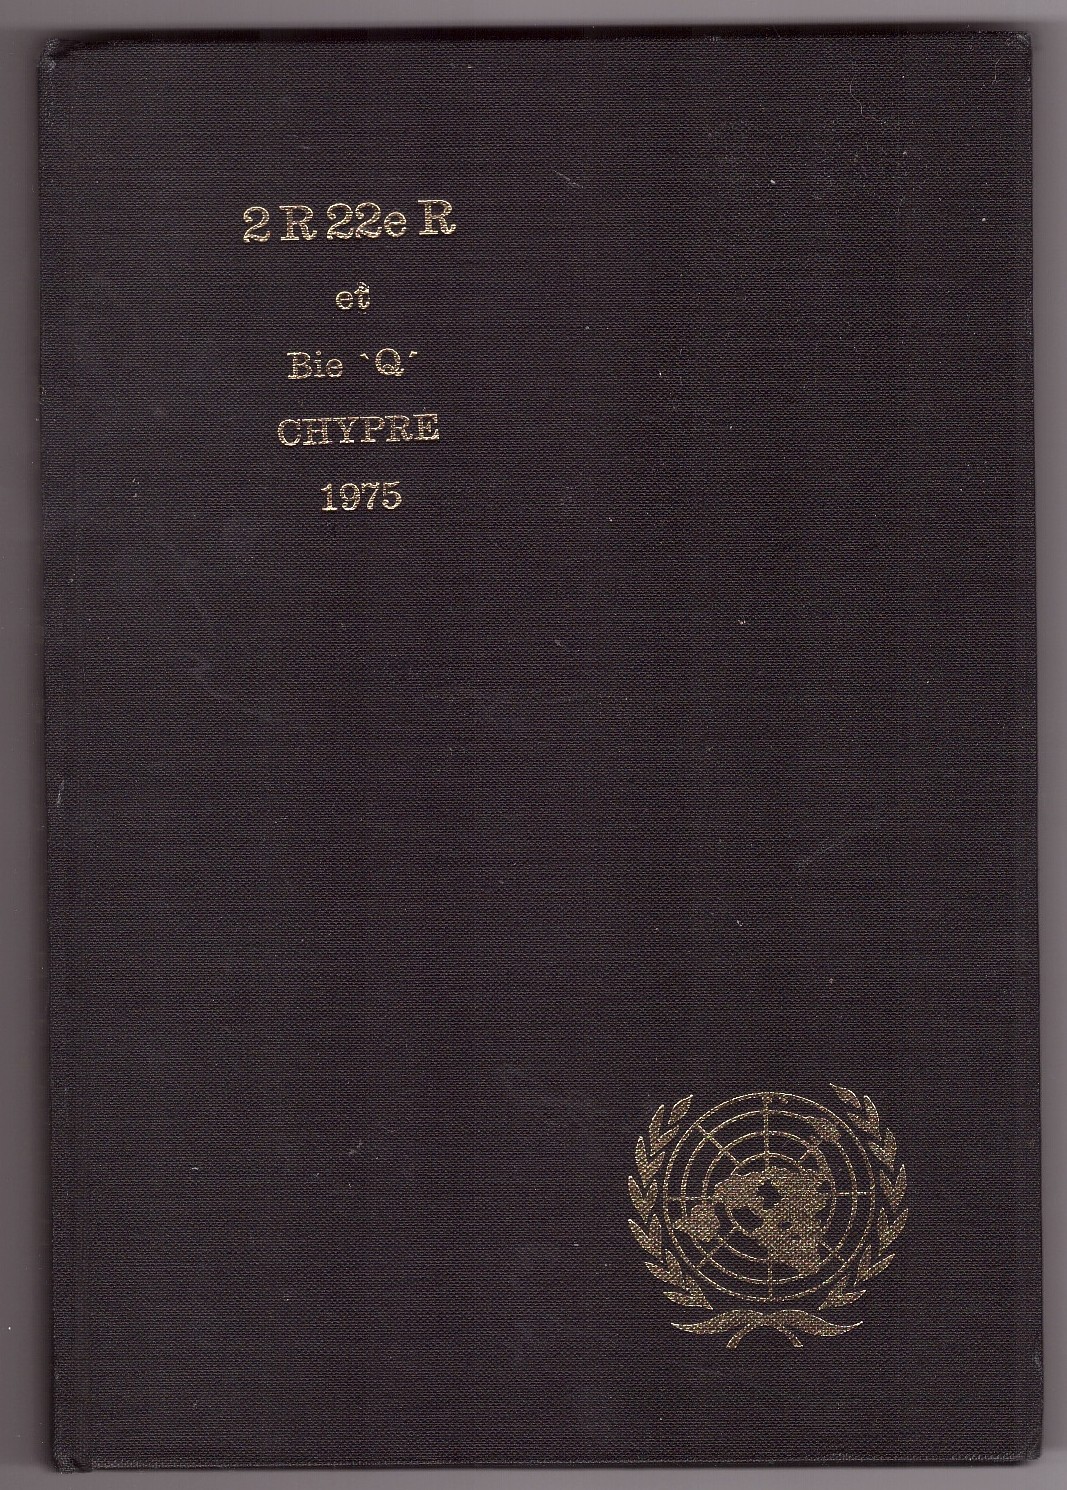 2 R 22e R
et
Bie `Q´
CHYPRE
1975